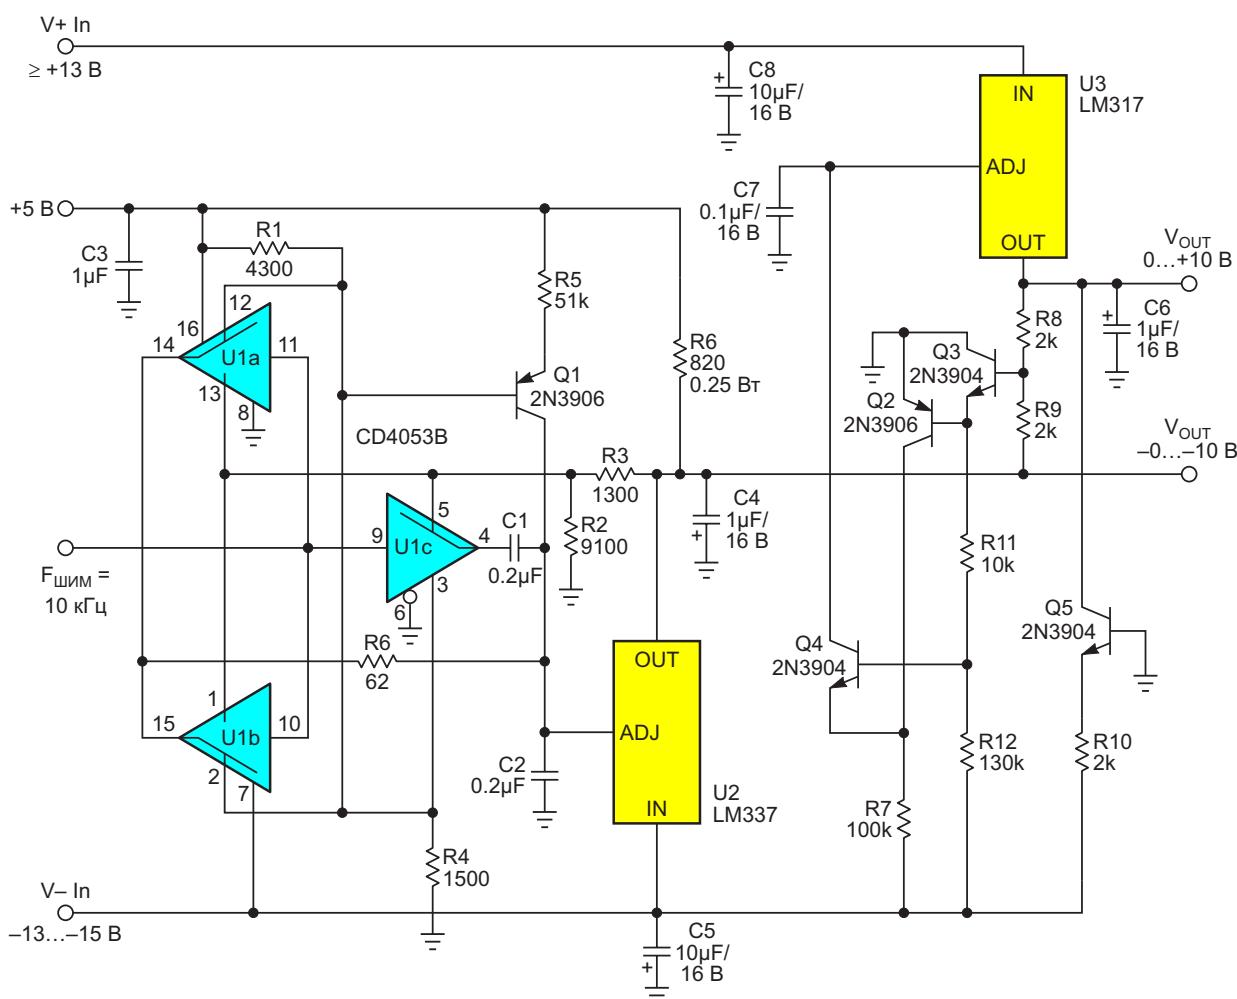 V+ In
≥ +13 В
C8
10µF/
16 В
U3
LM317
IN
ADJ
OUT
C7
0.1µF/
16 В
+5 В
C3
1µF
R1
4300
12
16
14
U1a
11
13
8
R5
51k
Q1
2N3906
CD4053B
R6
820
0.25 Вт
V_OUT
0…+10 В
C6
1µF/
16 В
R8
2k
Q3
2N3904
Q2
2N3906
R9
2k
V_OUT
–0…–10 В
R3
1300
5
9
U1c
4
3
6
C1
0.2µF
R2
9100
C4
1µF/
16 В
F_ШИМ =
10 кГц
R11
10k
Q5
2N3904
Q4
2N3904
R6
62
OUT
ADJ
IN
U2
LM337
1
15
U1b
10
2
7
C2
0.2µF
R12
130k
R10
2k
R7
100k
R4
1500
V– In
–13…–15 В
C5
10µF/
16 В